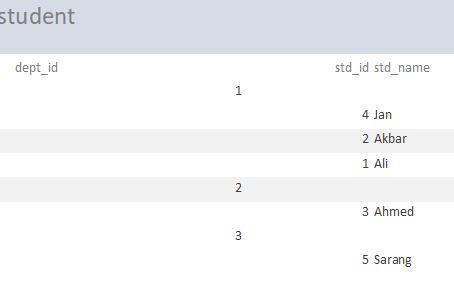 student
dept_id std_id std_name
1
4 Jan
2 Akbar
1 Ali
2
3 Ahmed
3
5 Sarang